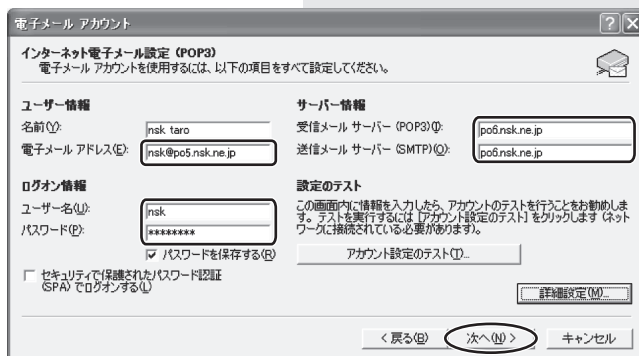 電子メール アカウント
インターネット電子メール設定 (POP3)
電子メール アカウントを使用するには、以下の項目をすべて設定してください。
ユーザー情報
名前(Y):
nsk taro
電子メール アドレス(E):
nsk@po5.nsk.ne.jp
サーバー情報
受信メール サーバー (POP3)(I):
po6.nsk.ne.jp
送信メール サーバー (SMTP)(O):
po6.nsk.ne.jp
ログオン情報
ユーザー名(U):
nsk
パスワード(P):
********
パスワードを保存する(R)
セキュリティで保護されたパスワード認証
(SPA) でログオンする(L)
設定のテスト
この画面内に情報を入力したら、アカウントのテストを行うことをお勧めしま
す。テストを実行するには [アカウント設定のテスト] をクリックします (ネット
ワークに接続されている必要があります)。
アカウント設定のテスト(T)...
詳細設定(M)...
< 戻る(B)
次へ(N) >
キャンセル